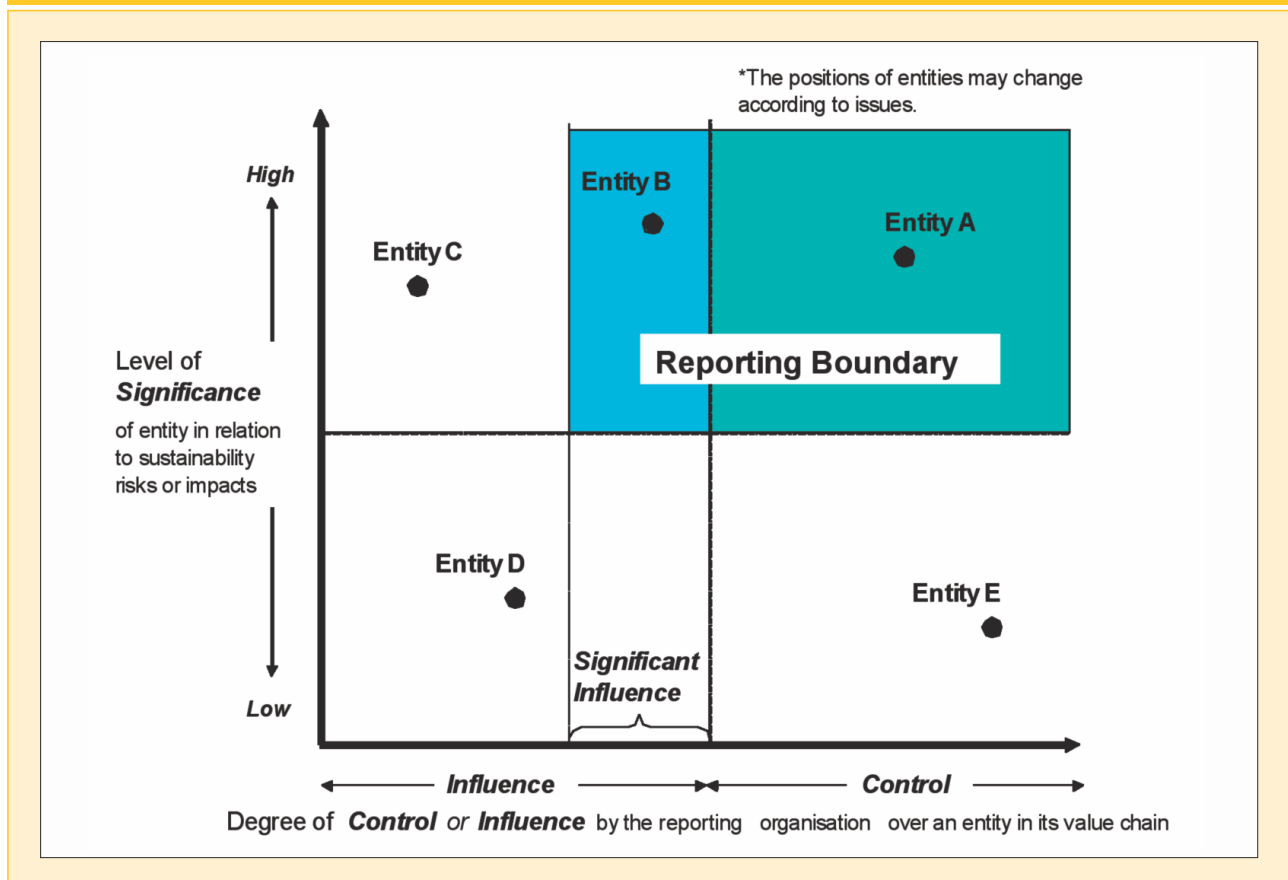 *The positions of entities may change
according to issues.
High
Entity B
Entity A
Entity C
Reporting Boundary
Level of
Significance
of entity in relation
to sustainability
risks or impacts
Entity D
Entity E
Significant
Influence
Low
Influence
Control
Degree of Control or Influence by the reporting organisation over an entity in its value chain